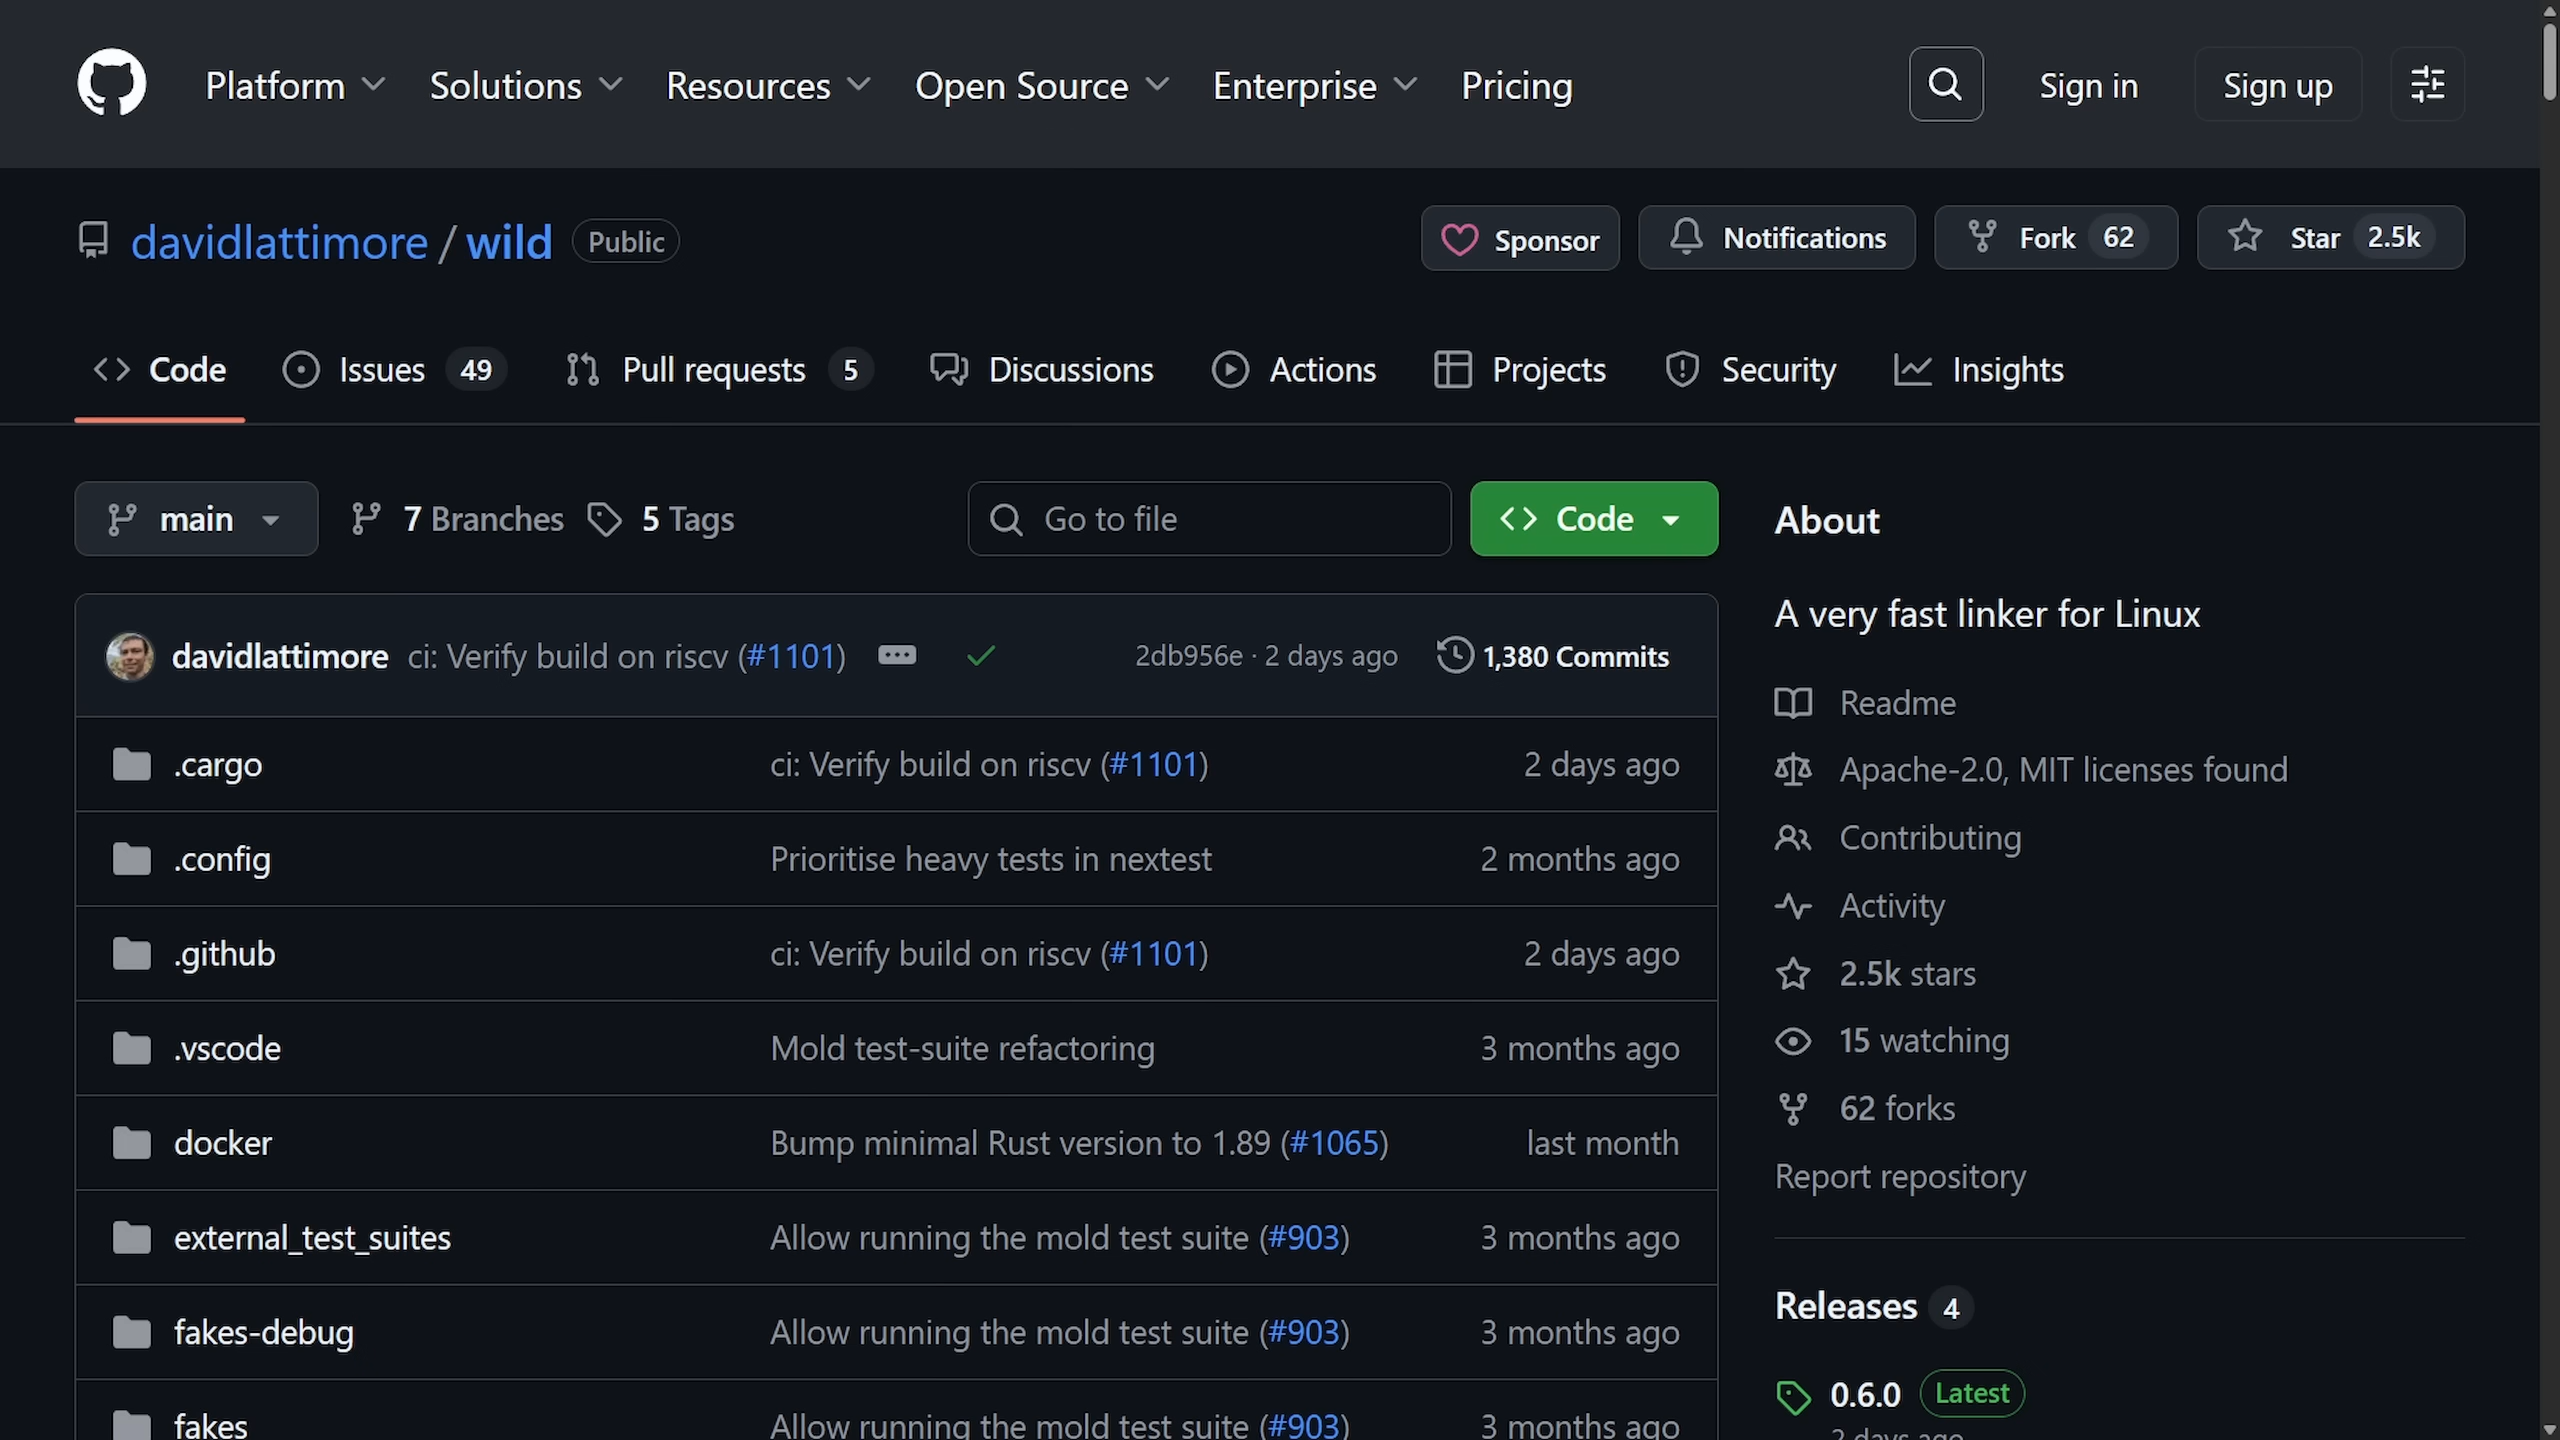 Platform Solutions Resources Open Source Enterprise Pricing Sign in Sign up
davidlattimore / wild Public Sponsor Notifications Fork 62 Star 2.5k
Code Issues 49 Pull requests 5 Discussions Actions Projects Security Insights
main 7 Branches 5 Tags Go to file Code
davidlattimore ci: Verify build on riscv (#1101) 2db956e · 2 days ago 1,380 Commits
.cargo ci: Verify build on riscv (#1101) 2 days ago
.config Prioritise heavy tests in nextest 2 months ago
.github ci: Verify build on riscv (#1101) 2 days ago
.vscode Mold test-suite refactoring 3 months ago
docker Bump minimal Rust version to 1.89 (#1065) last month
external_test_suites Allow running the mold test suite (#903) 3 months ago
fakes-debug Allow running the mold test suite (#903) 3 months ago
fakes Allow running the mold test suite (#903) 3 months ago
About
A very fast linker for Linux
Readme
Apache-2.0, MIT licenses found
Contributing
Activity
2.5k stars
15 watching
62 forks
Report repository
Releases 4
0.6.0 Latest
2 days ago